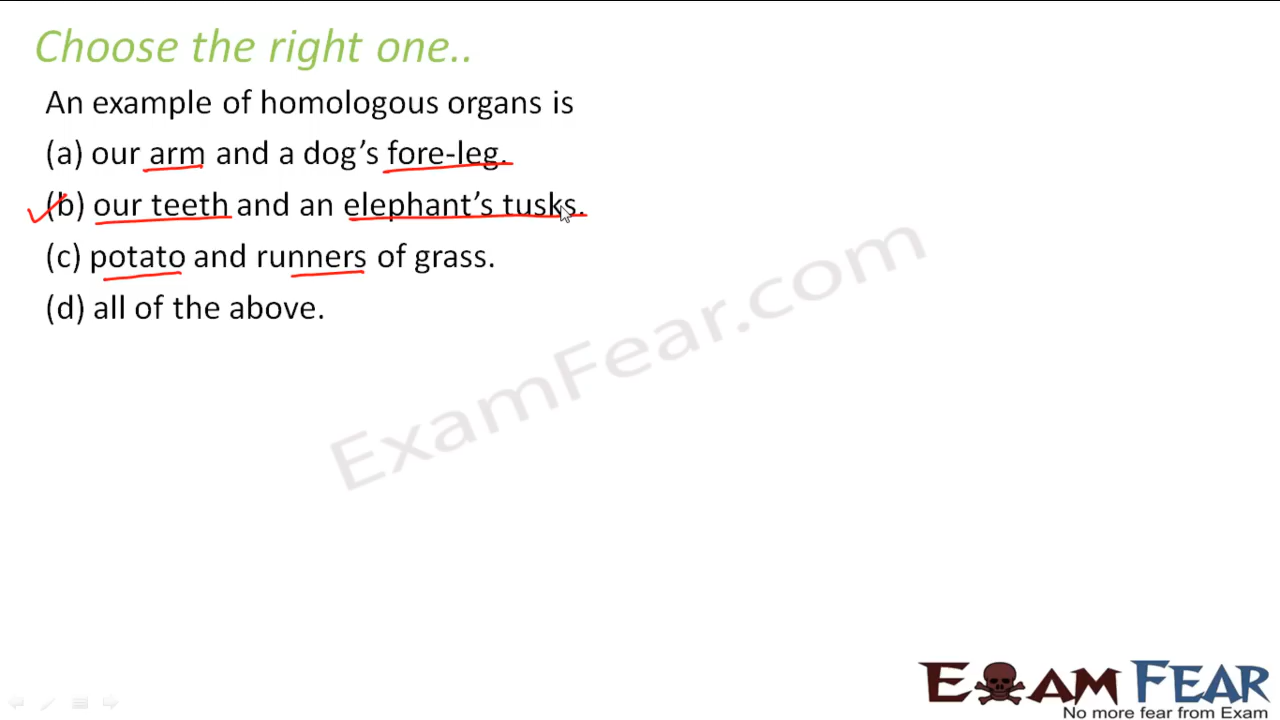 Choose the right one..
An example of homologous organs is
(a) our arm and a dog’s fore-leg.
(b) our teeth and an elephant’s tusks.
(c) potato and runners of grass.
(d) all of the above.
ExamFear.com
EXAM FEAR
No more fear from Exam